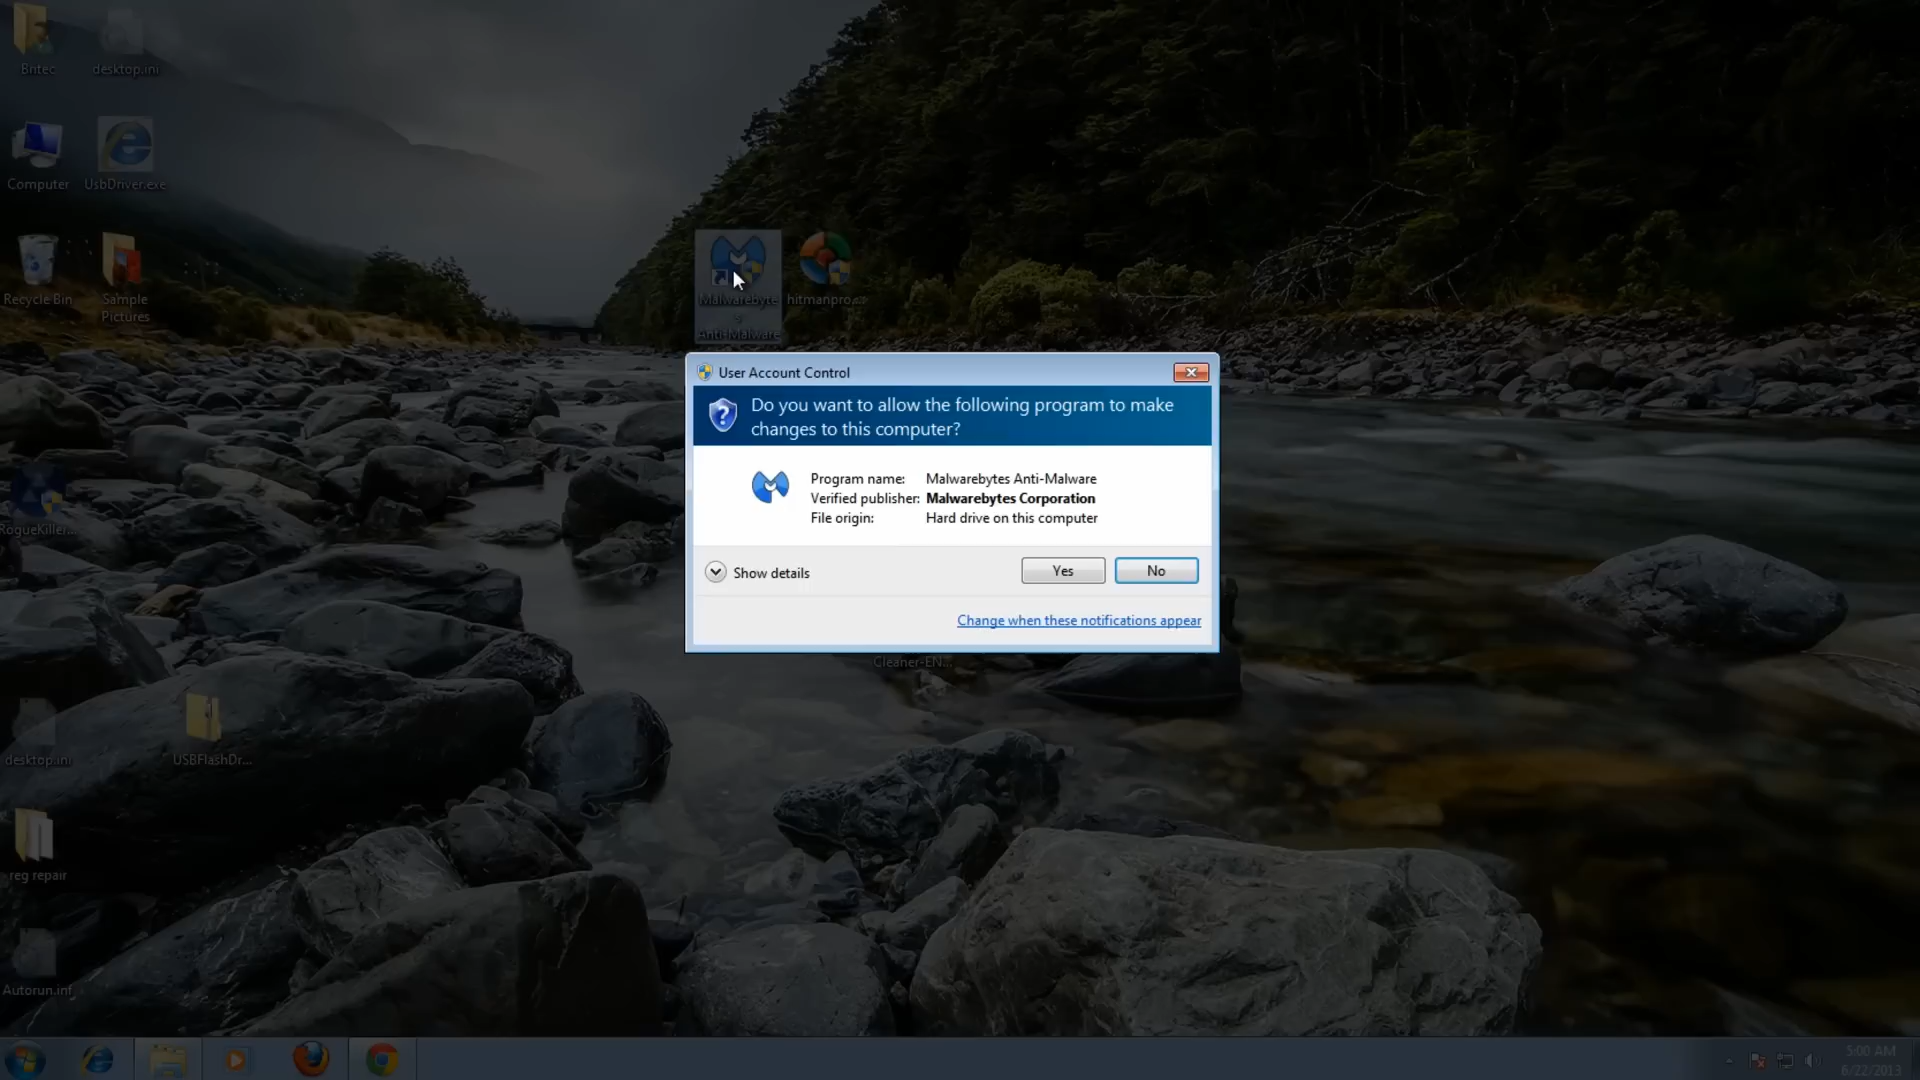 Britec
desktop.ini
Computer
UsbDriver.exe
Recycle Bin
Sample
Pictures
Malwarebyte
s
Anti-Malware
hitmanpro...
User Account Control
Do you want to allow the following program to make
changes to this computer?
Program name: Malwarebytes Anti-Malware
Verified publisher: Malwarebytes Corporation
File origin: Hard drive on this computer
Show details
Yes
No
Change when these notifications appear
RogueKiller...
Cleaner-EN...
desktop.ini
USBFlashDr...
reg repair
Autorun.inf
5:00 AM
6/22/2013